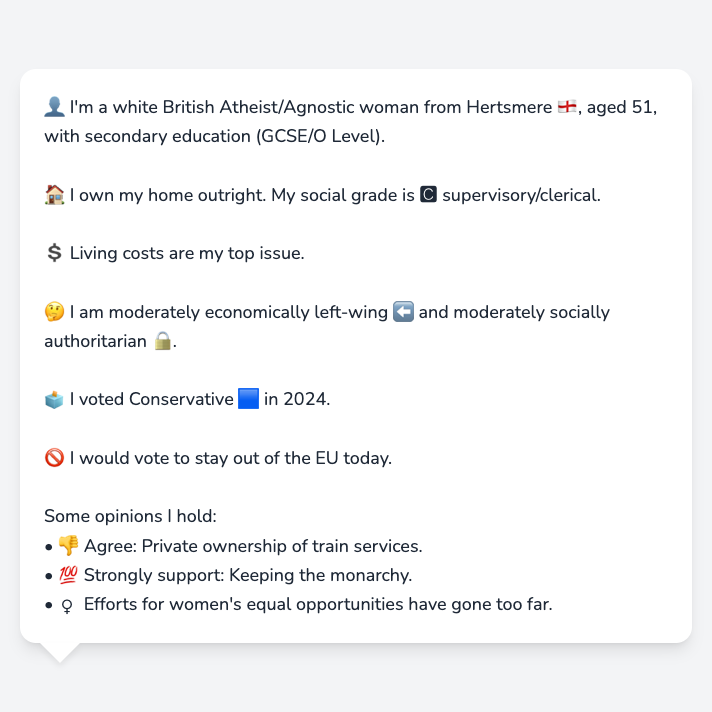 👤 I'm a white British Atheist/Agnostic woman from Hertsmere 🏴󠁧󠁢󠁥󠁮󠁧󠁿, aged 51,
with secondary education (GCSE/O Level).
🏠 I own my home outright. My social grade is 🅲 supervisory/clerical.
💲 Living costs are my top issue.
🤔 I am moderately economically left-wing ⬅️ and moderately socially
authoritarian 🔒.
🗳️ I voted Conservative 🟦 in 2024.
🚫 I would vote to stay out of the EU today.
Some opinions I hold:
• 👎 Agree: Private ownership of train services.
• 💯 Strongly support: Keeping the monarchy.
• ♀ Efforts for women's equal opportunities have gone too far.